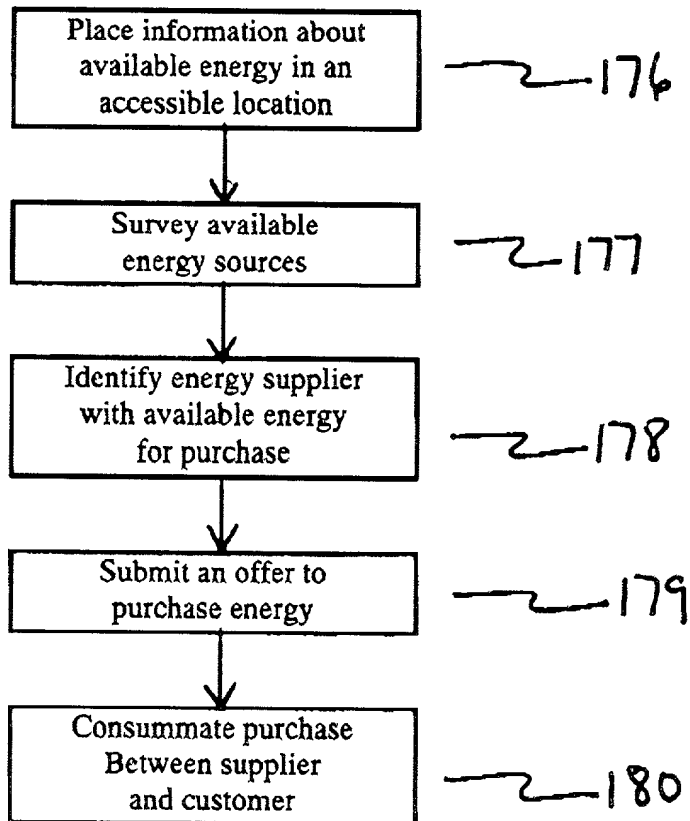 Place information about
available energy in an
accessible location
176
Survey available
energy sources
177
Identify energy supplier
with available energy
for purchase
178
Submit an offer to
purchase energy
179
Consummate purchase
Between supplier
and customer
180